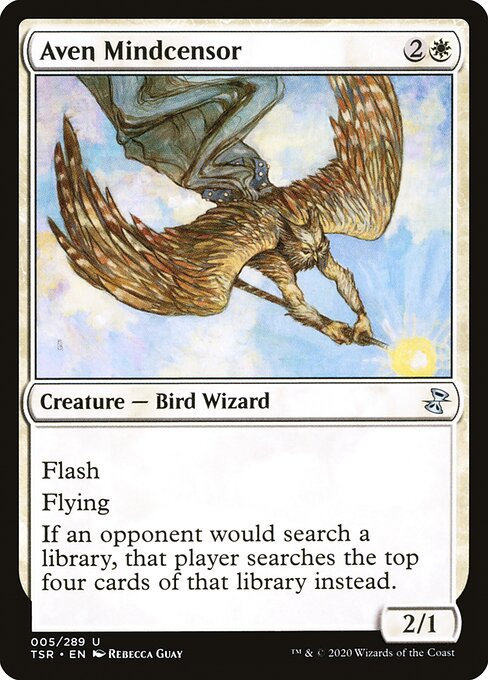 Aven Mindcensor 2
Creature — Bird Wizard
Flash
Flying
If an opponent would search a
library, that player searches the top
four cards of that library instead.
2/1
005/289 U
TSR • EN Rebecca Guay ™ & © 2020 Wizards of the Coast